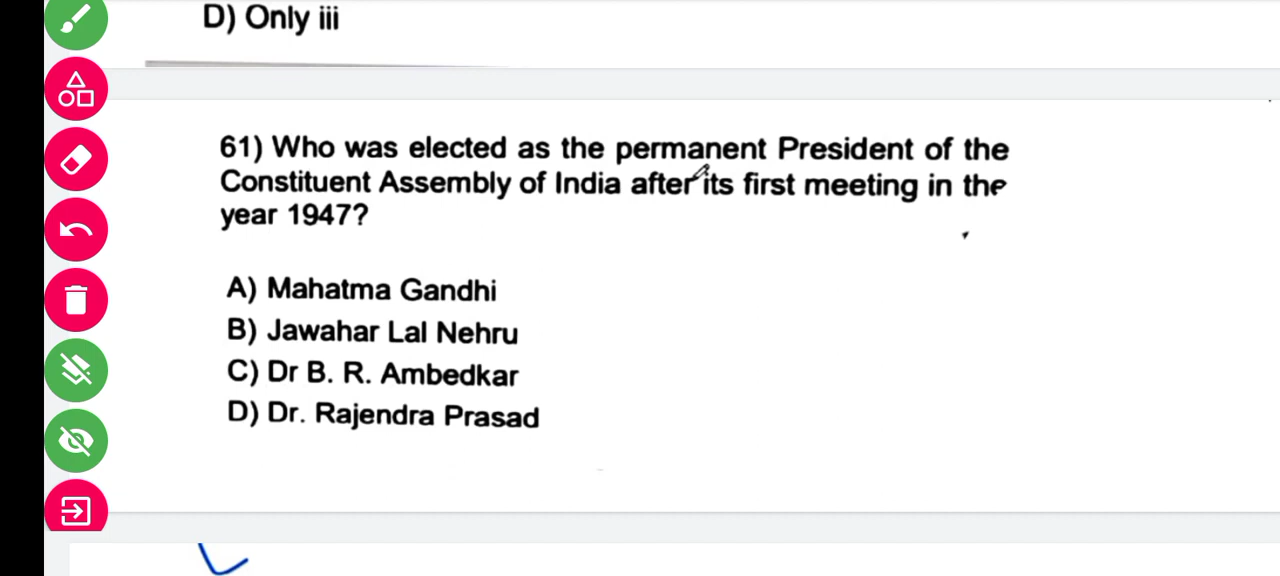 D) Only iii
61) Who was elected as the permanent President of the
Constituent Assembly of India after its first meeting in the
year 1947?
A) Mahatma Gandhi
B) Jawahar Lal Nehru
C) Dr B. R. Ambedkar
D) Dr. Rajendra Prasad